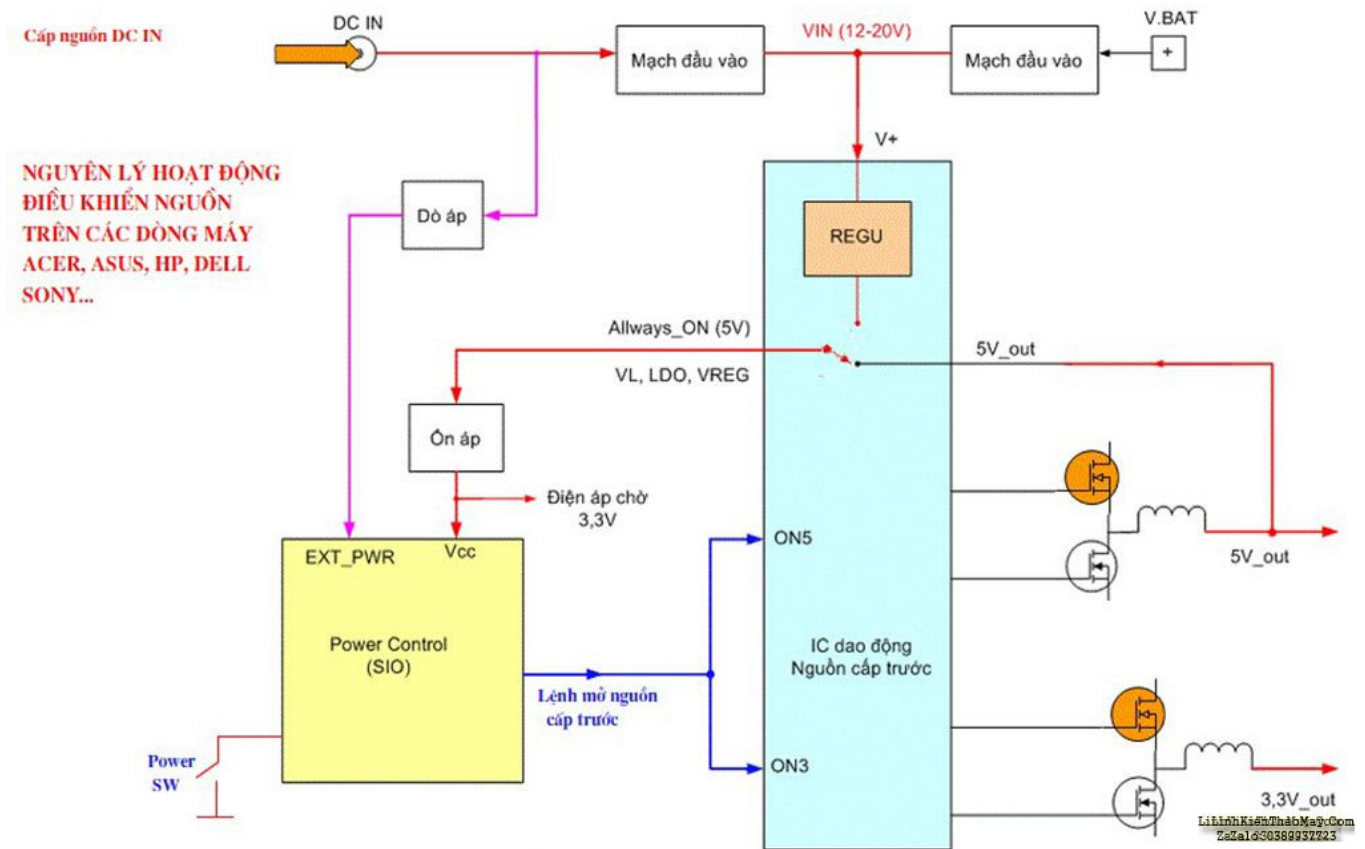 Cấp nguồn DC IN
DC IN
Mạch đầu vào
VIN (12-20V)
Mạch đầu vào
V.BAT
+
V+
NGUYÊN LÝ HOẠT ĐỘNG
ĐIỀU KHIỂN NGUỒN
TRÊN CÁC DÒNG MÁY
ACER, ASUS, HP, DELL
SONY...
Dò áp
REGU
Allways_ON (5V)
VL, LDO, VREG
5V_out
Ổn áp
Điện áp chờ
3,3V
EXT_PWR
Vcc
ON5
5V_out
Power Control
(SIO)
IC dao động
Nguồn cấp trước
Lệnh mở nguồn
cấp trước
Power
SW
ON3
3,3V_out